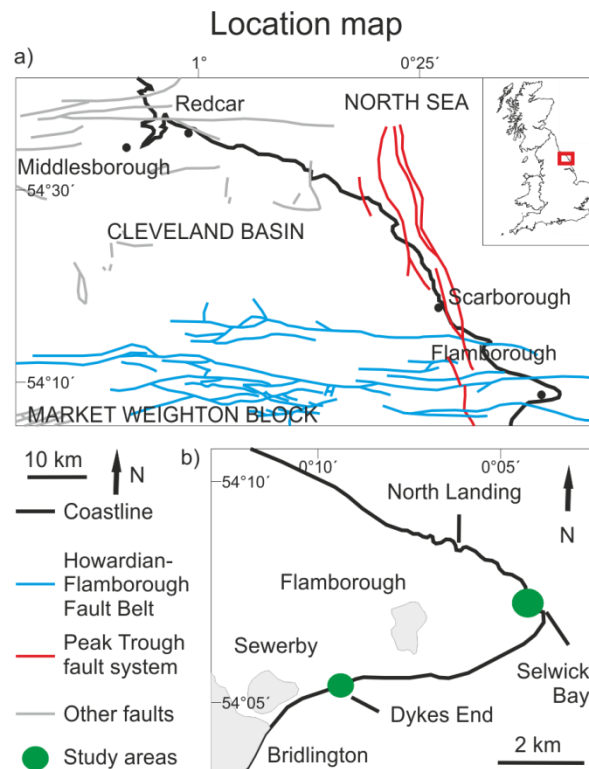 Location map
a)
1°
0°25´
Redcar
NORTH SEA
Middlesborough
54°30´
CLEVELAND BASIN
Scarborough
Flamborough
54°10´
MARKET WEIGHTON BLOCK
10 km
N
Coastline
Howardian-
Flamborough
Fault Belt
Peak Trough
fault system
Other faults
Study areas
b)
0°10´
0°05´
54°10´
North Landing
N
Flamborough
Sewerby
Selwick
Bay
54°05´
Dykes End
Bridlington
2 km